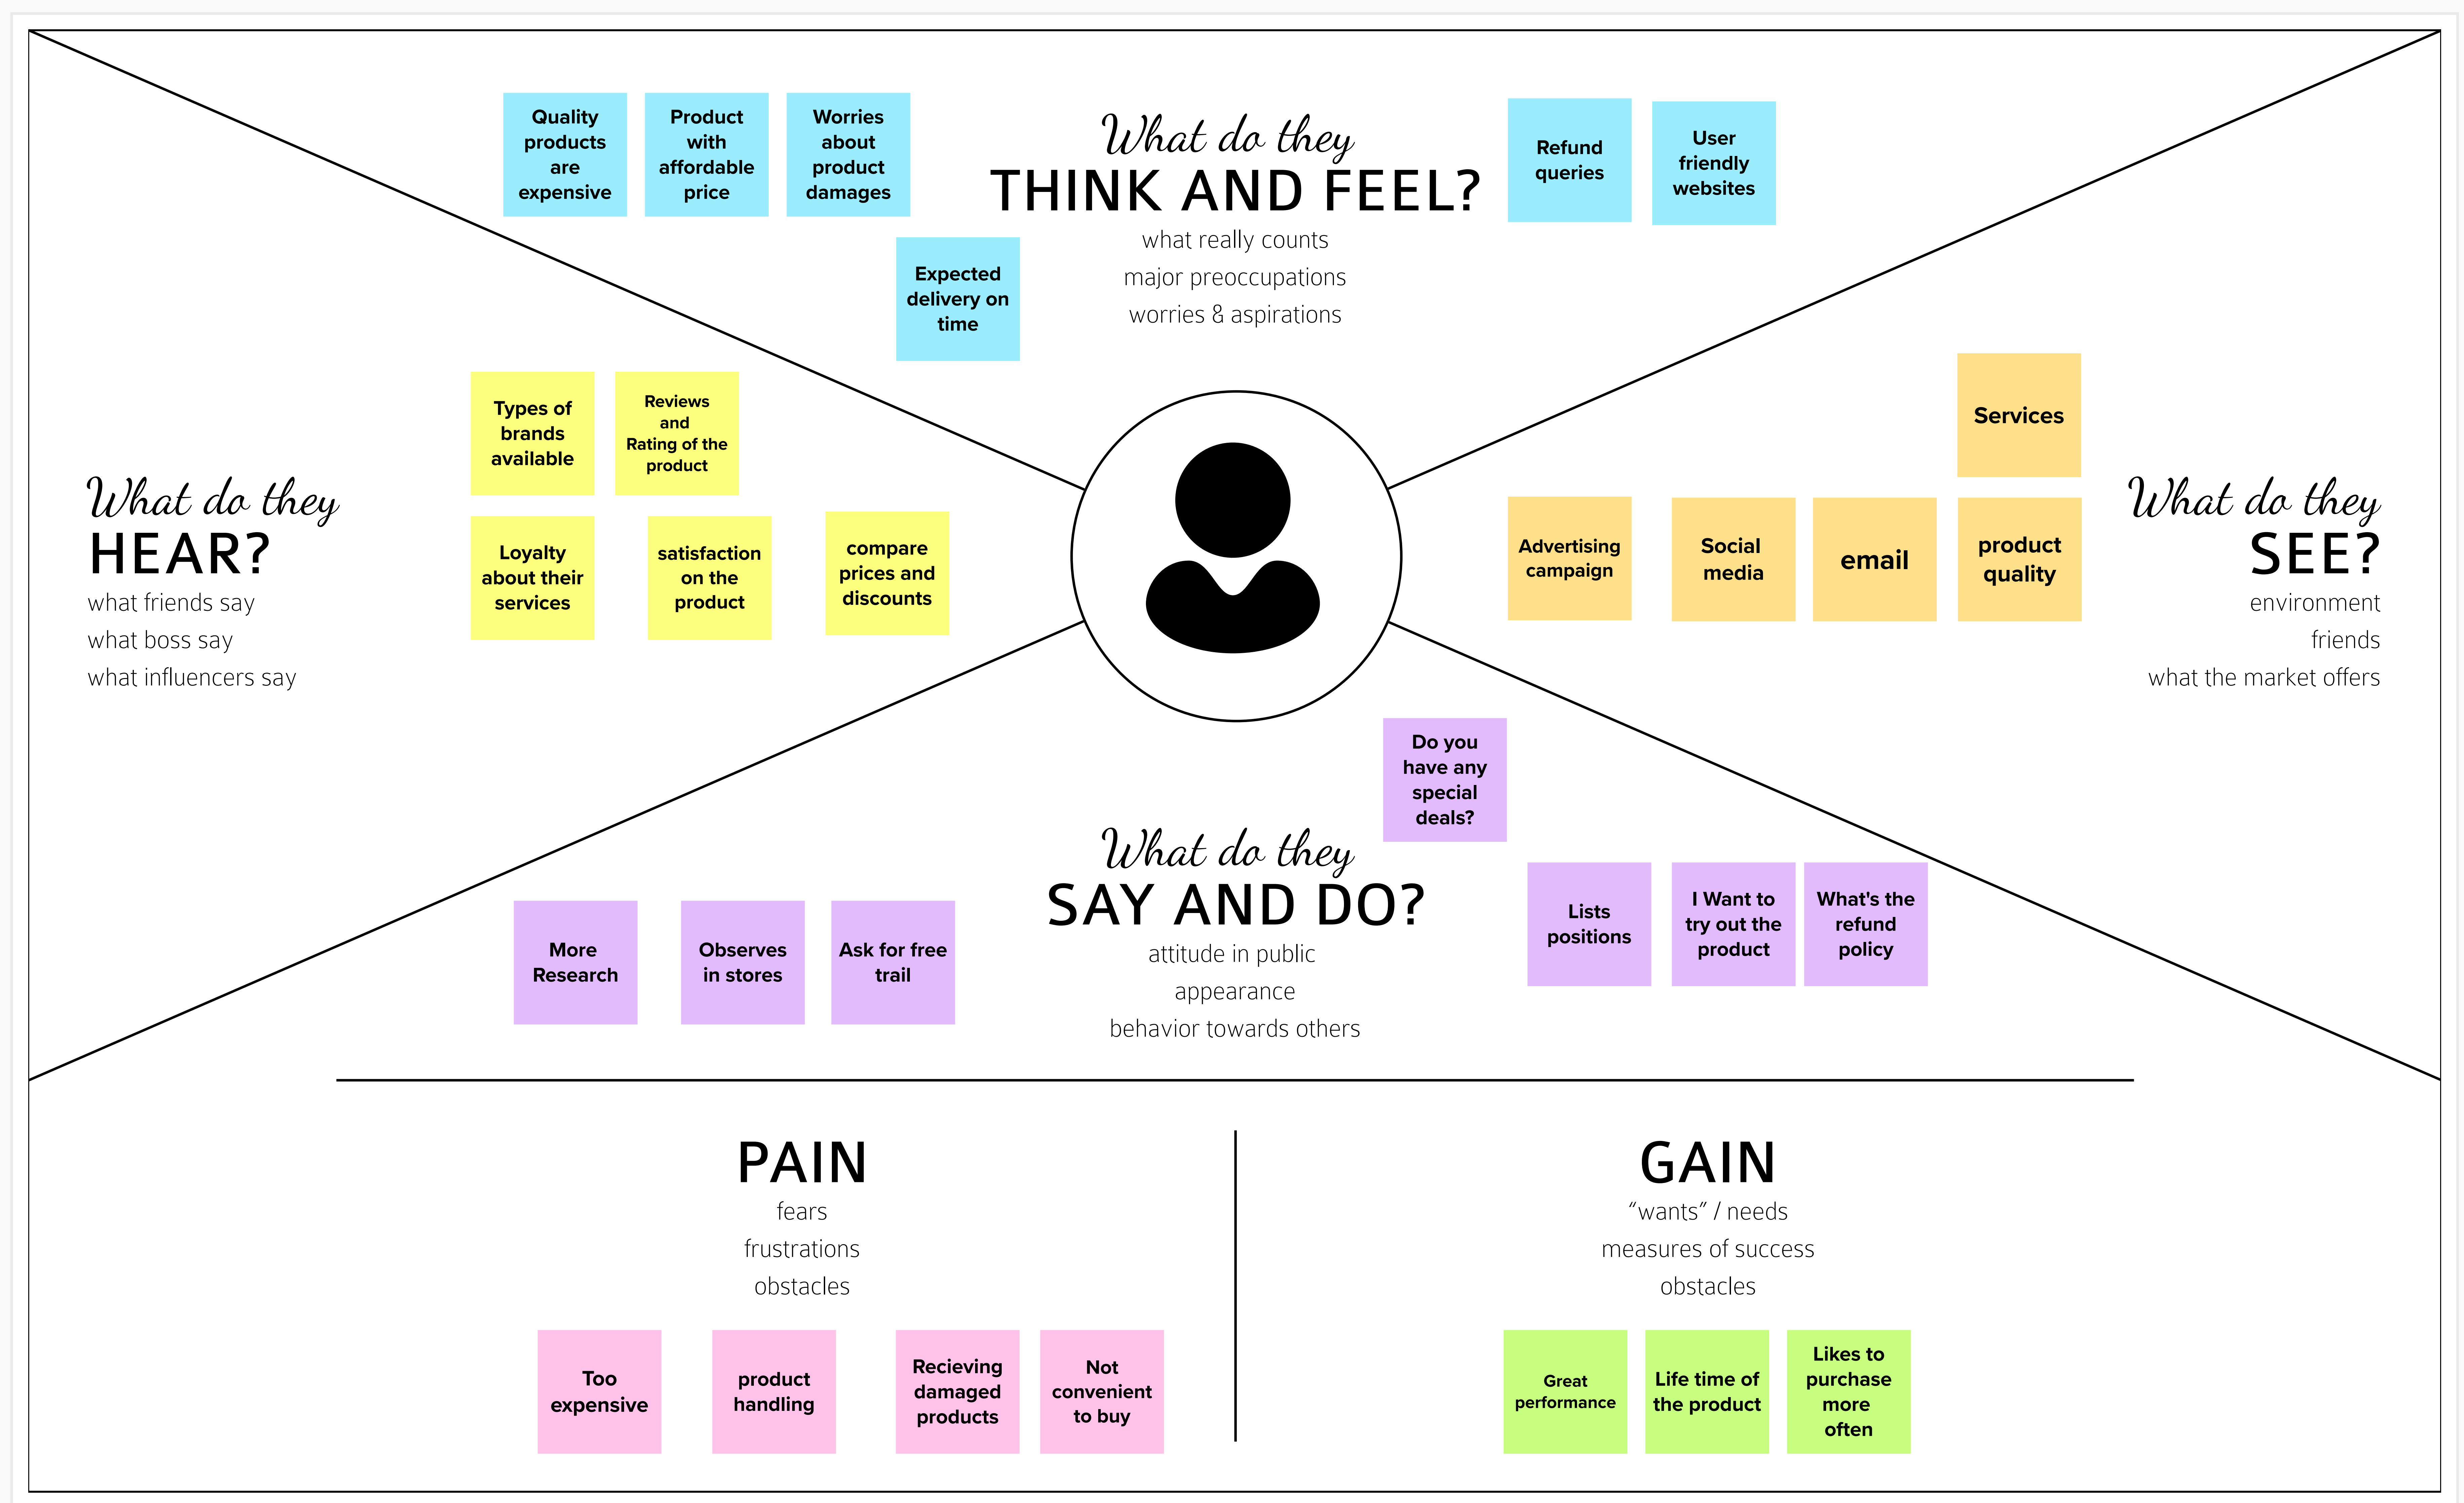 Quality
products
are
expensive
Product
with
affordable
price
Worries
about
product
damages
Expected
delivery on
time
What do they
THINK AND FEEL?
what really counts
major preoccupations
worries & aspirations
Refund
queries
User
friendly
websites
What do they
HEAR?
what friends say
what boss say
what influencers say
Types of
brands
available
Reviews
and
Rating of the
product
Loyalty
about their
services
satisfaction
on the
product
compare
prices and
discounts
Services
Advertising
campaign
Social
media
email
product
quality
What do they
SEE?
environment
friends
what the market offers
Do you
have any
special
deals?
What do they
SAY AND DO?
attitude in public
appearance
behavior towards others
More
Research
Observes
in stores
Ask for free
trail
Lists
positions
I Want to
try out the
product
What's the
refund
policy
PAIN
fears
frustrations
obstacles
Too
expensive
product
handling
Recieving
damaged
products
Not
convenient
to buy
GAIN
“wants” / needs
measures of success
obstacles
Great
performance
Life time of
the product
Likes to
purchase
more
often